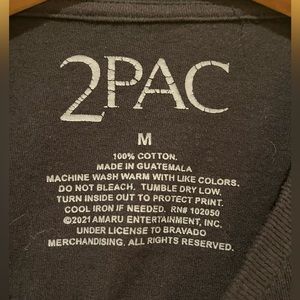 2PAC
M
100% COTTON.
MADE IN GUATEMALA
MACHINE WASH WARM WITH LIKE COLORS.
DO NOT BLEACH. TUMBLE DRY LOW.
TURN INSIDE OUT TO PROTECT PRINT.
COOL IRON IF NEEDED. RN# 102050
©2021 AMARU ENTERTAINMENT, INC.
UNDER LICENSE TO BRAVADO
MERCHANDISING. ALL RIGHTS RESERVED.